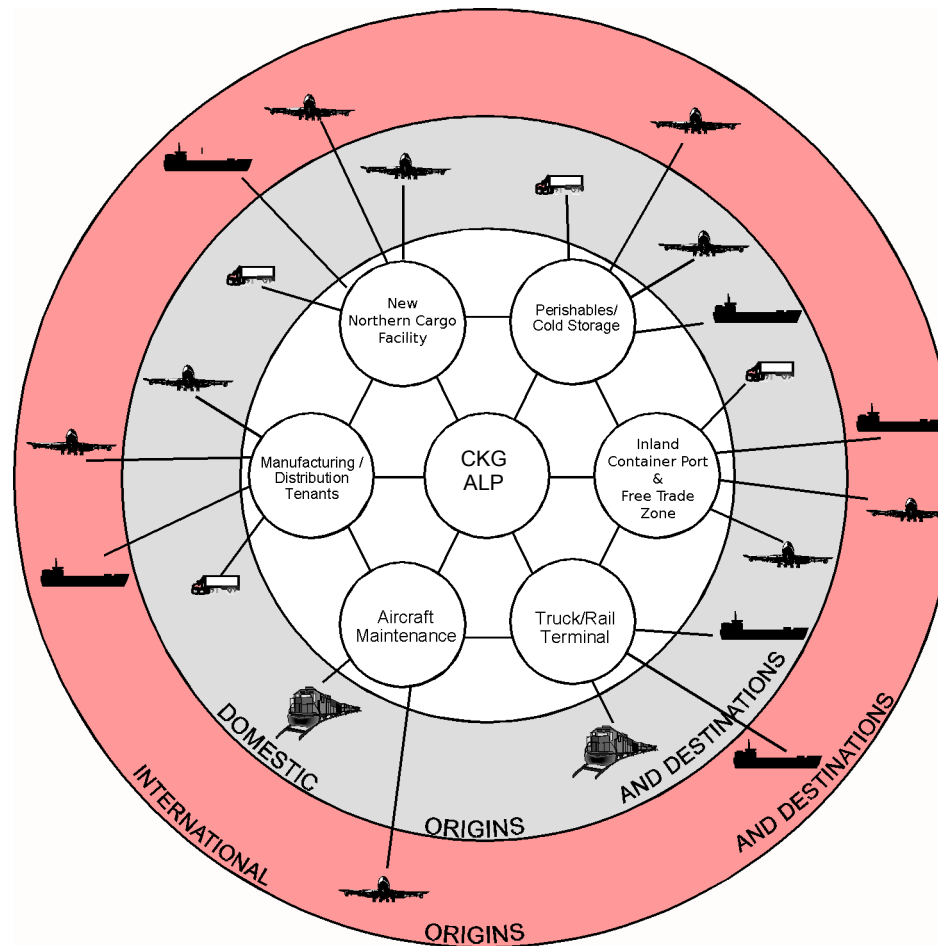 New
Northern Cargo
Facility
Perishables/
Cold Storage
Manufacturing /
Distribution
Tenants
CKG
ALP
Inland
Container Port
&
Free Trade
Zone
Aircraft
Maintenance
Truck/Rail
Terminal
DOMESTIC
ORIGINS
AND DESTINATIONS
INTERNATIONAL
ORIGINS
AND DESTINATIONS